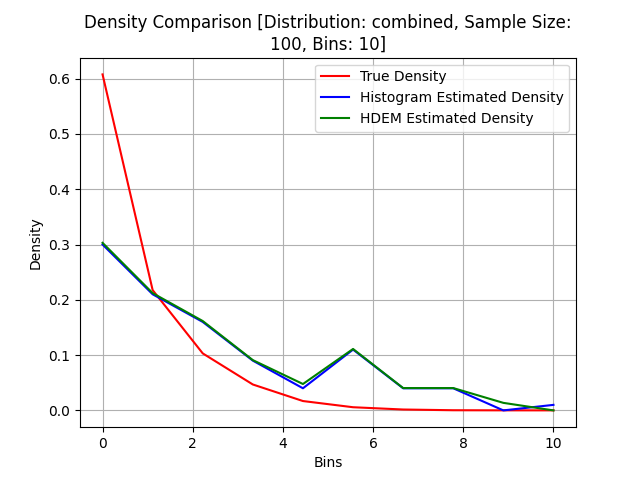 Density Comparison [Distribution: combined, Sample Size:
100, Bins: 10]
True Density
Histogram Estimated Density
HDEM Estimated Density
Density
0.6
0.5
0.4
0.3
0.2
0.1
0.0
0 2 4 6 8 10
Bins